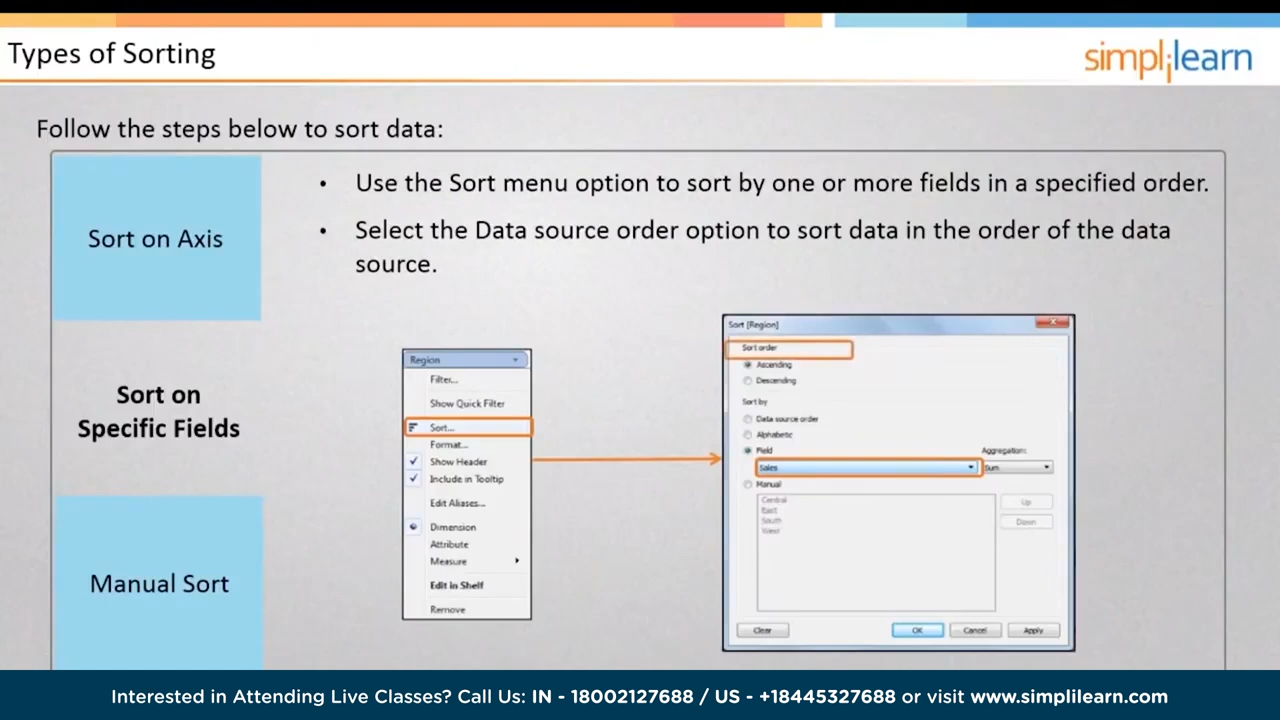 Types of Sorting
simplilearn
Follow the steps below to sort data:
Sort on Axis
Sort on
Specific Fields
Manual Sort
• Use the Sort menu option to sort by one or more fields in a specified order.
• Select the Data source order option to sort data in the order of the data
source.
Region
Filter...
Show Quick Filter
Sort...
Format...
Show Header
Include in Tooltip
Edit Aliases...
Dimension
Attribute
Measure
Edit in Shelf
Remove
Sort [Region]
Sort order
Ascending
Descending
Sort by
Data source order
Alphabetic
Field
Aggregation:
Sales
Sum
Manual
Central
East
South
West
Up
Down
Clear
OK
Cancel
Apply
Interested in Attending Live Classes? Call Us: IN - 18002127688 / US - +18445327688 or visit www.simplilearn.com